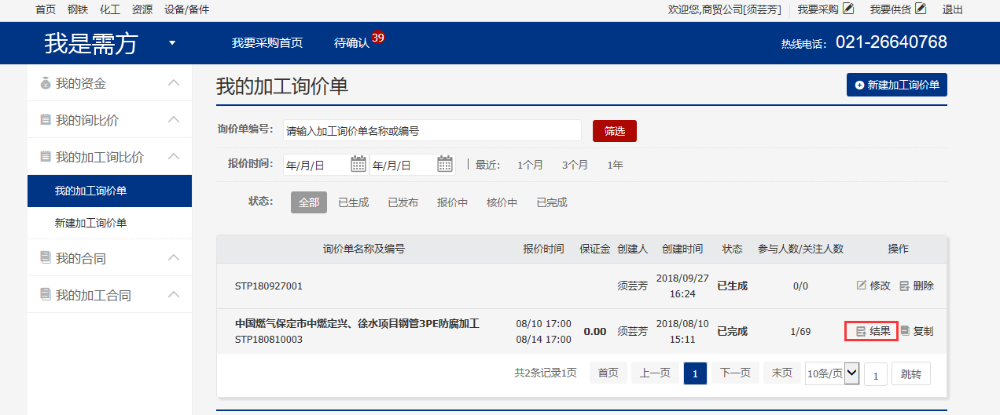 首页 钢铁 化工 资源 设备/备件 欢迎您,商贸公司[须芸芳] 我要采购 我要供货 退出
我是需方 我要采购首页 待确认 39 热线电话： 021-26640768
我的资金
我的询比价
我的加工询比价
我的加工询价单
新建加工询价单
我的合同
我的加工合同
我的加工询价单 新建加工询价单
询价单编号： 请输入加工询价单名称或编号 筛选
报价时间： 年/月/日 年/月/日 最近： 1个月 3个月 1年
状态： 全部 已生成 已发布 报价中 核价中 已完成
询价单名称及编号 报价时间 保证金 创建人 创建时间 状态 参与人数/关注人数 操作
STP180927001 须芸芳 2018/09/27 16:24 已生成 0/0 修改 删除
中国燃气保定市中燃定兴、徐水项目钢管3PE防腐加工 08/10 17:00 0.00 须芸芳 2018/08/10 已完成 1/69 结果 复制
STP180810003 08/14 17:00 15:11
共2条记录1页 首页 上一页 1 下一页 末页 10条/页 1 跳转